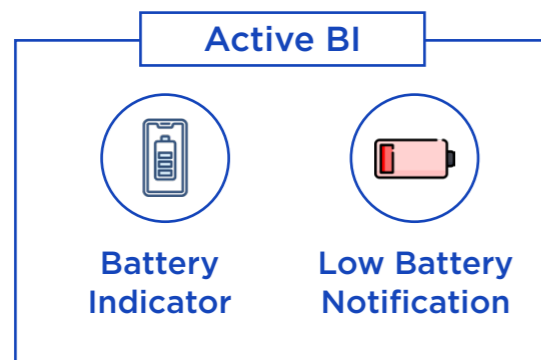 Active BI
Battery
Indicator
Low Battery
Notification